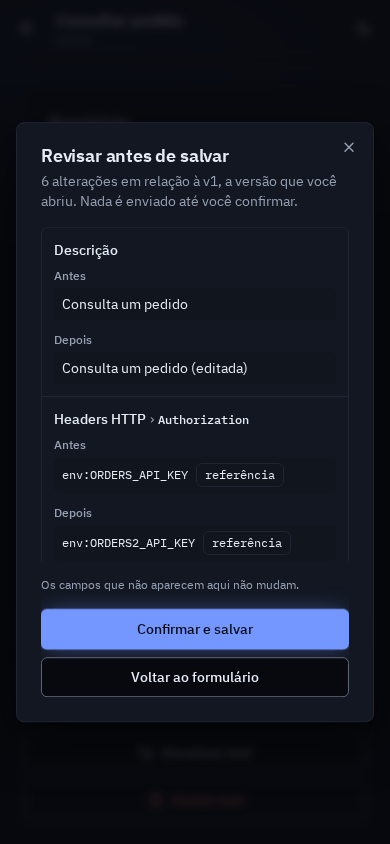 Revisar antes de salvar
6 alterações em relação à v1, a versão que você
abriu. Nada é enviado até você confirmar.
Descrição
Antes
Consulta um pedido
Depois
Consulta um pedido (editada)
Headers HTTP › Authorization
Antes
env:ORDERS_API_KEY referência
Depois
env:ORDERS2_API_KEY referência
Os campos que não aparecem aqui não mudam.
Confirmar e salvar
Voltar ao formulário